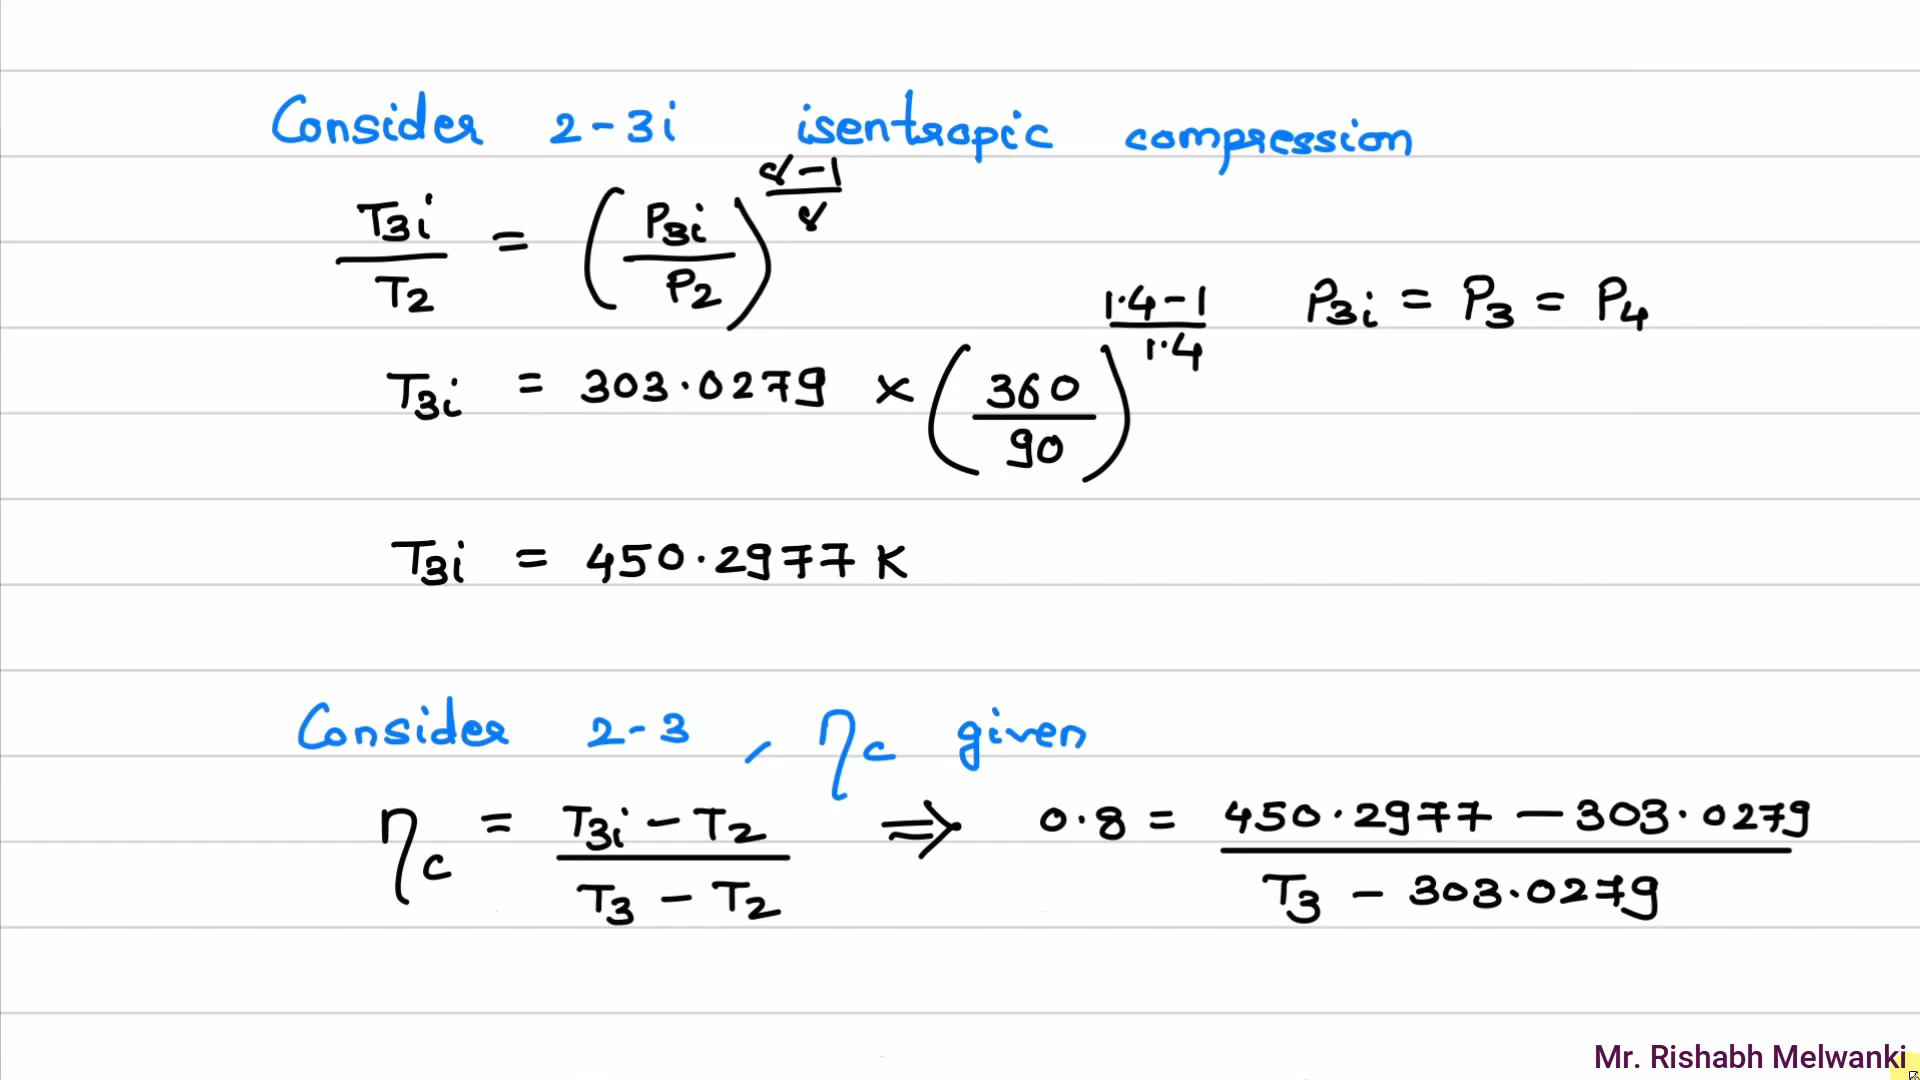 Consider 2-3i isentropic compression
T3i / T2 = (P3i / P2)^((γ-1)/γ)
P3i = P3 = P4
T3i = 303.0279 × (360 / 90)^((1.4-1)/1.4)
T3i = 450.2977 K
Consider 2-3, ηc given
ηc = (T3i - T2) / (T3 - T2) ⇒ 0.8 = (450.2977 - 303.0279) / (T3 - 303.0279)
Mr. Rishabh Melwanki